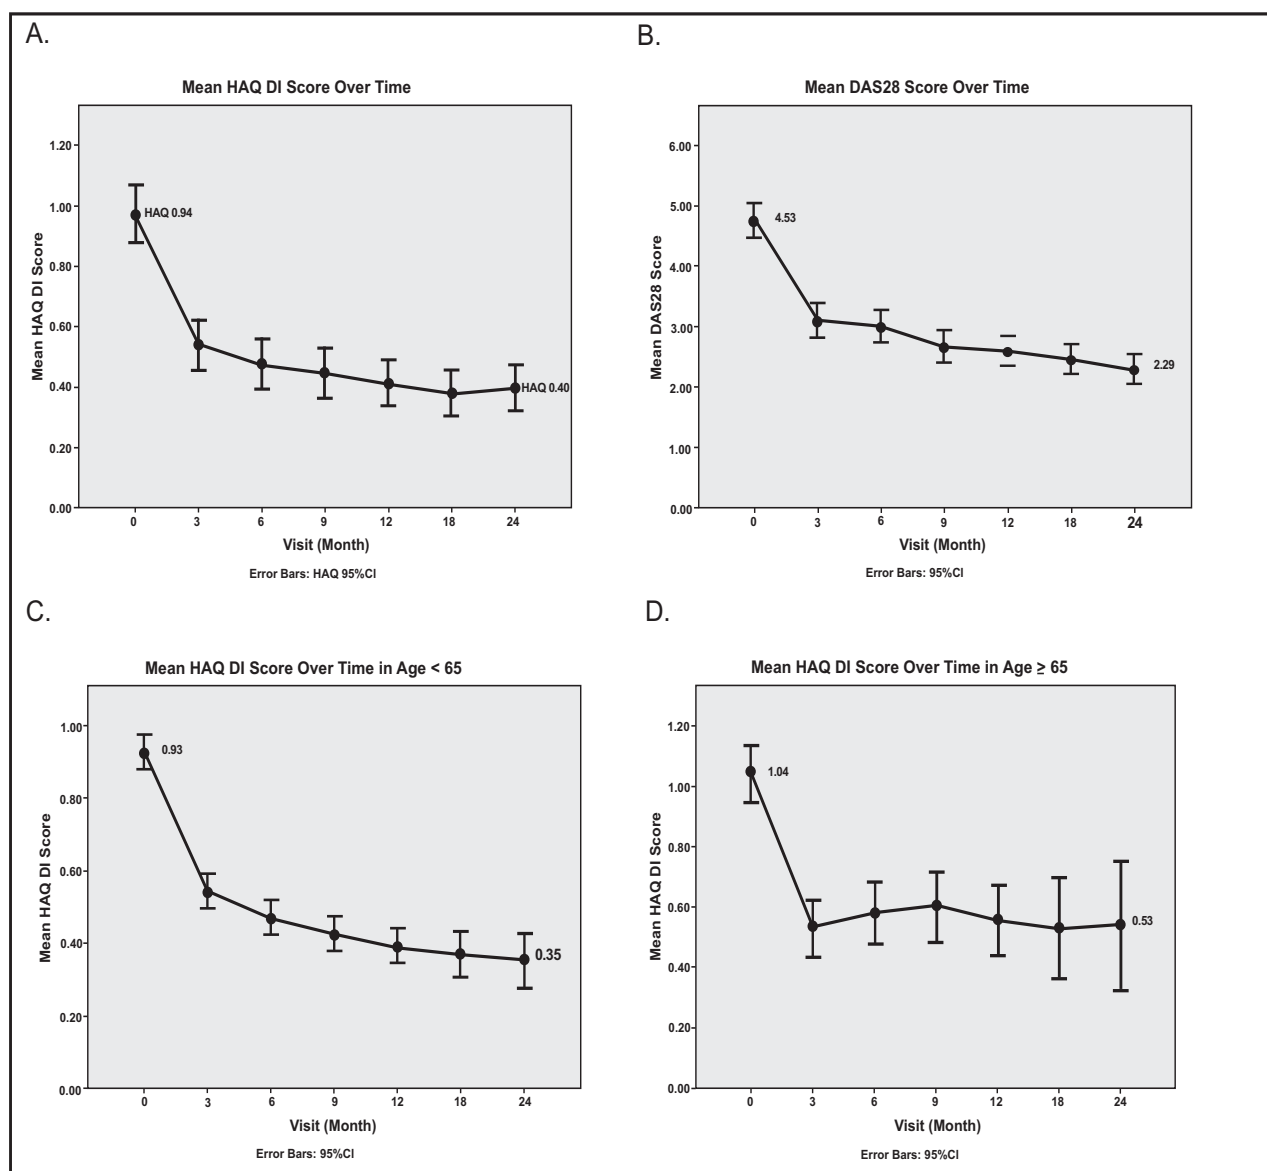 A.
Mean HAQ DI Score Over Time
Mean HAQ DI Score
1.20
1.00
0.80
0.60
0.40
0.20
0.00
HAQ 0.94
HAQ 0.40
0 3 6 9 12 18 24
Visit (Month)
Error Bars: HAQ 95%CI
B.
Mean DAS28 Score Over Time
Mean DAS28 Score
6.00
5.00
4.00
3.00
2.00
1.00
0.00
4.53
2.29
0 3 6 9 12 18 24
Visit (Month)
Error Bars: 95%CI
C.
Mean HAQ DI Score Over Time in Age < 65
Mean HAQ DI Score
1.00
0.80
0.60
0.40
0.20
0.00
0.93
0.35
0 3 6 9 12 18 24
Visit (Month)
Error Bars: 95%CI
D.
Mean HAQ DI Score Over Time in Age ≥ 65
Mean HAQ DI Score
1.20
1.00
0.80
0.60
0.40
0.20
0.00
1.04
0.53
0 3 6 9 12 18 24
Visit (Month)
Error Bars: 95%CI